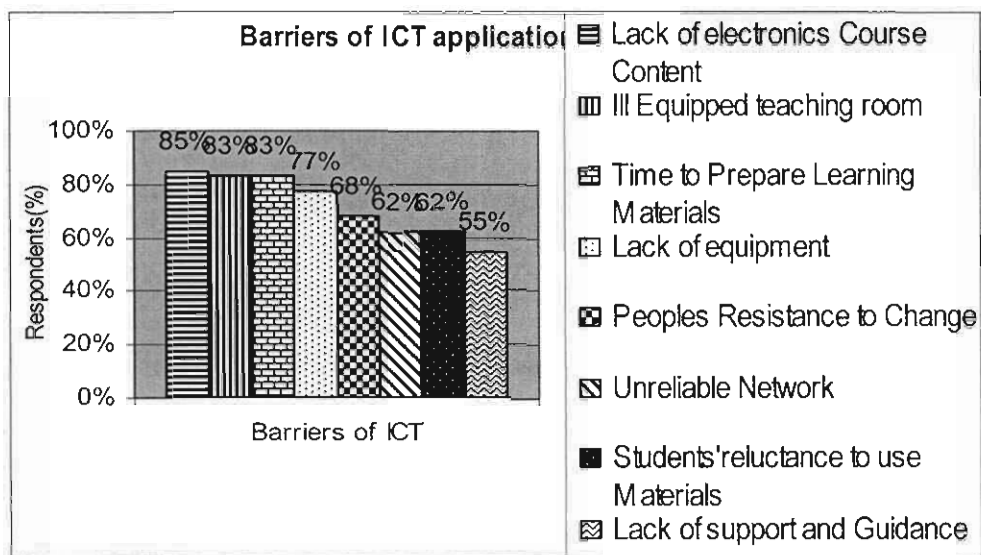 Barriers of ICT application
100%
80%
60%
40%
20%
0%
Respondents(%)
85%
83%
83%
77%
68%
62%
62%
55%
Barriers of ICT
Lack of electronics Course
Content
III Equipped teaching room
Time to Prepare Learning
Materials
Lack of equipment
Peoples Resistance to Change
Unreliable Network
Students'reluctance to use
Materials
Lack of support and Guidance